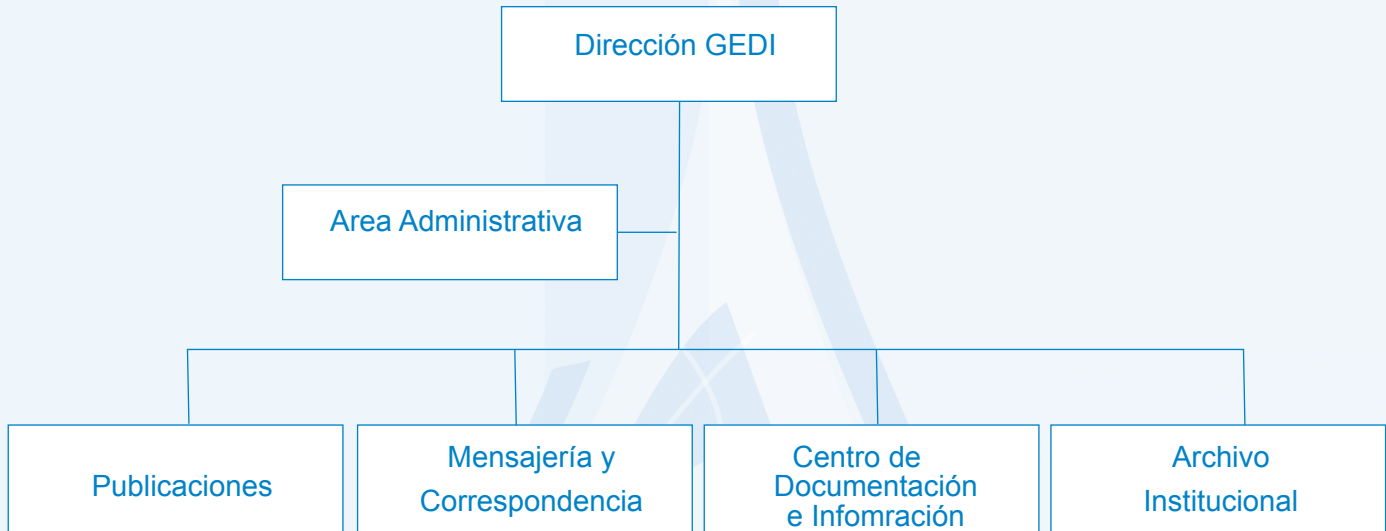 Dirección GEDI
Area Administrativa
Publicaciones
Mensajería y
Correspondencia
Centro de
Documentación
e Infomración
Archivo
Institucional